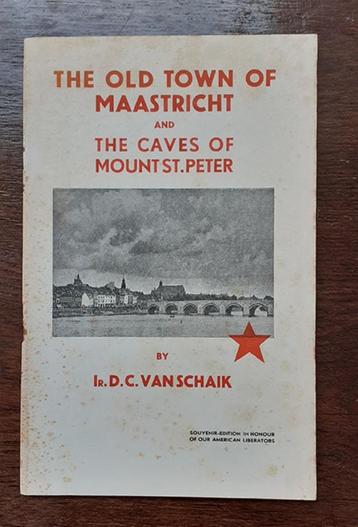 THE OLD TOWN OF
MAASTRICHT
AND
THE CAVES OF
MOUNT ST. PETER
BY
IR. D. C. VAN SCHAIK
SOUVENIR-EDITION IN HONOUR
OF OUR AMERICAN LIBERATORS